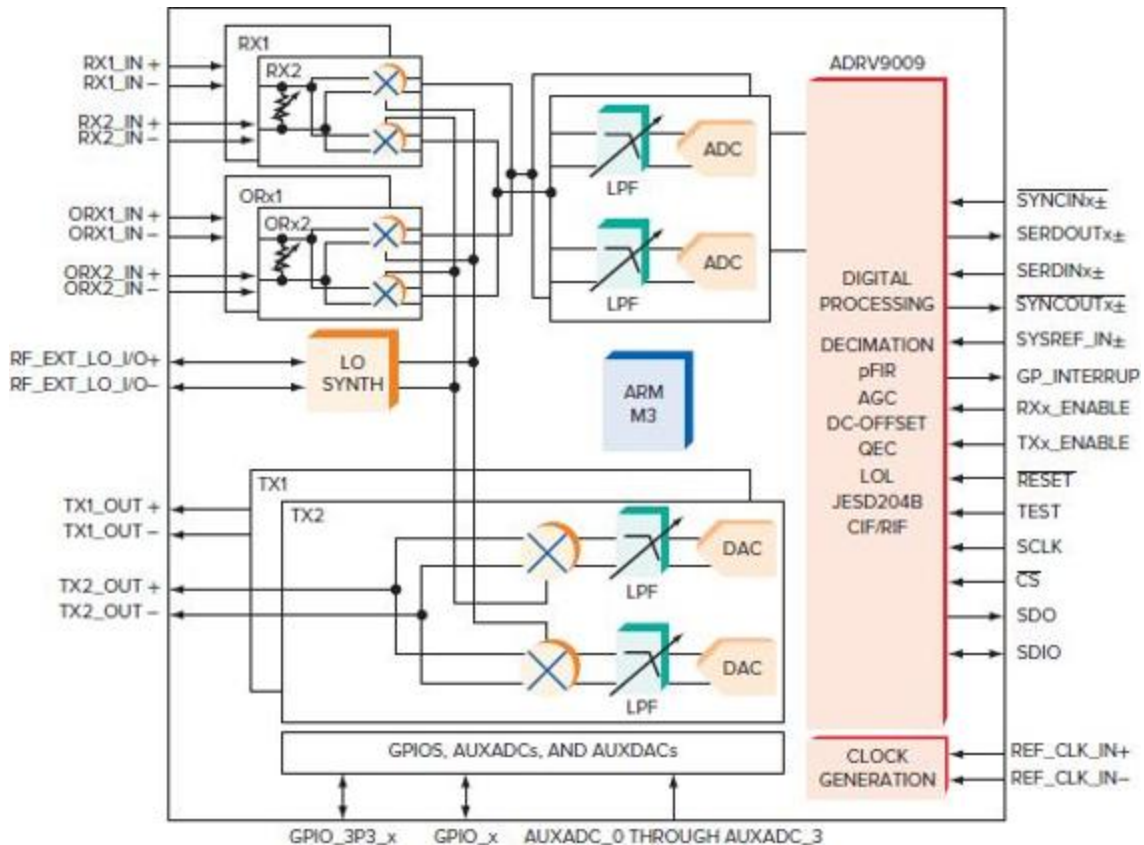 RX1
RX2
RX1_IN +
RX1_IN −
RX2_IN +
RX2_IN −
ORx1
ORx2
ORX1_IN +
ORX1_IN −
ORX2_IN +
ORX2_IN −
RF_EXT_LO_I/O+
RF_EXT_LO_I/O−
LO
SYNTH
LPF
ADC
LPF
ADC
ARM
M3
TX1
TX2
TX1_OUT +
TX1_OUT −
TX2_OUT +
TX2_OUT −
LPF
DAC
LPF
DAC
GPIOS, AUXADCs, AND AUXDACs
GPIO_3P3_x
GPIO_x
AUXADC_0 THROUGH AUXADC_3
ADRV9009
DIGITAL
PROCESSING
DECIMATION
pFIR
AGC
DC-OFFSET
QEC
LOL
JESD204B
CIF/RIF
CLOCK
GENERATION
SYNCINx±
SERDOUTx±
SERDINx±
SYNCOUTx±
SYSREF_IN±
GP_INTERRUP
RXx_ENABLE
TXx_ENABLE
RESET
TEST
SCLK
CS
SDO
SDIO
REF_CLK_IN+
REF_CLK_IN−